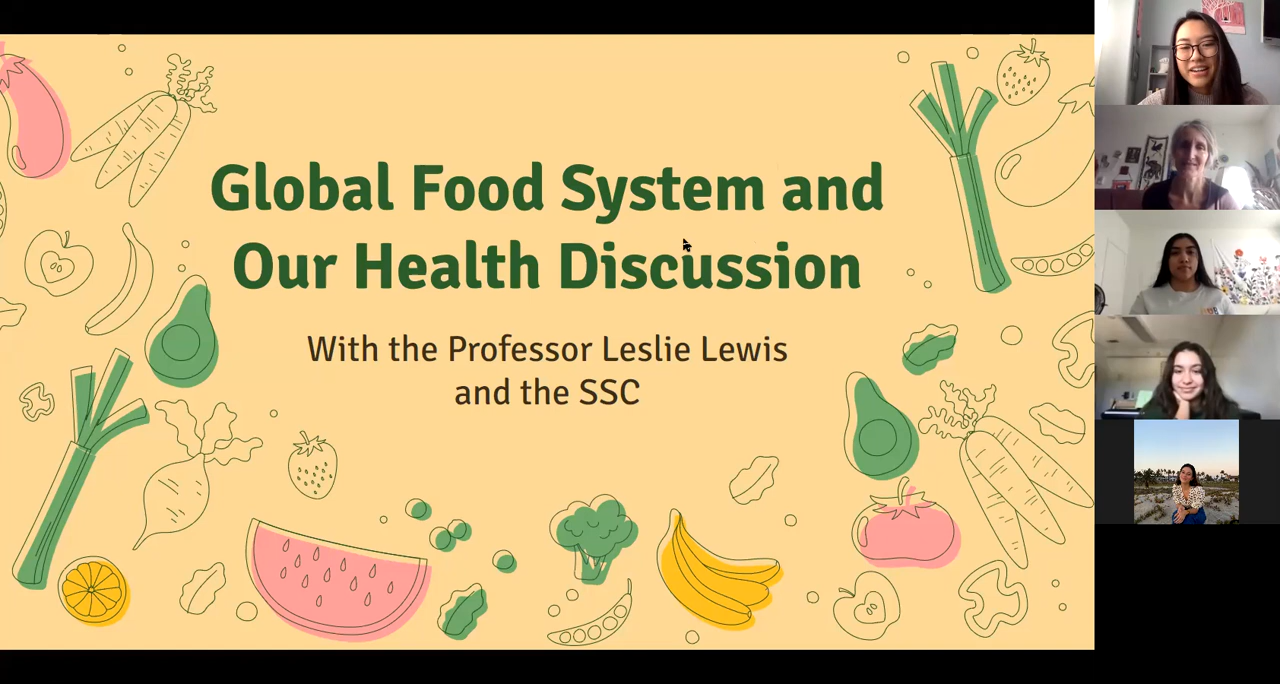 Global Food System and
Our Health Discussion
With the Professor Leslie Lewis
and the SSC